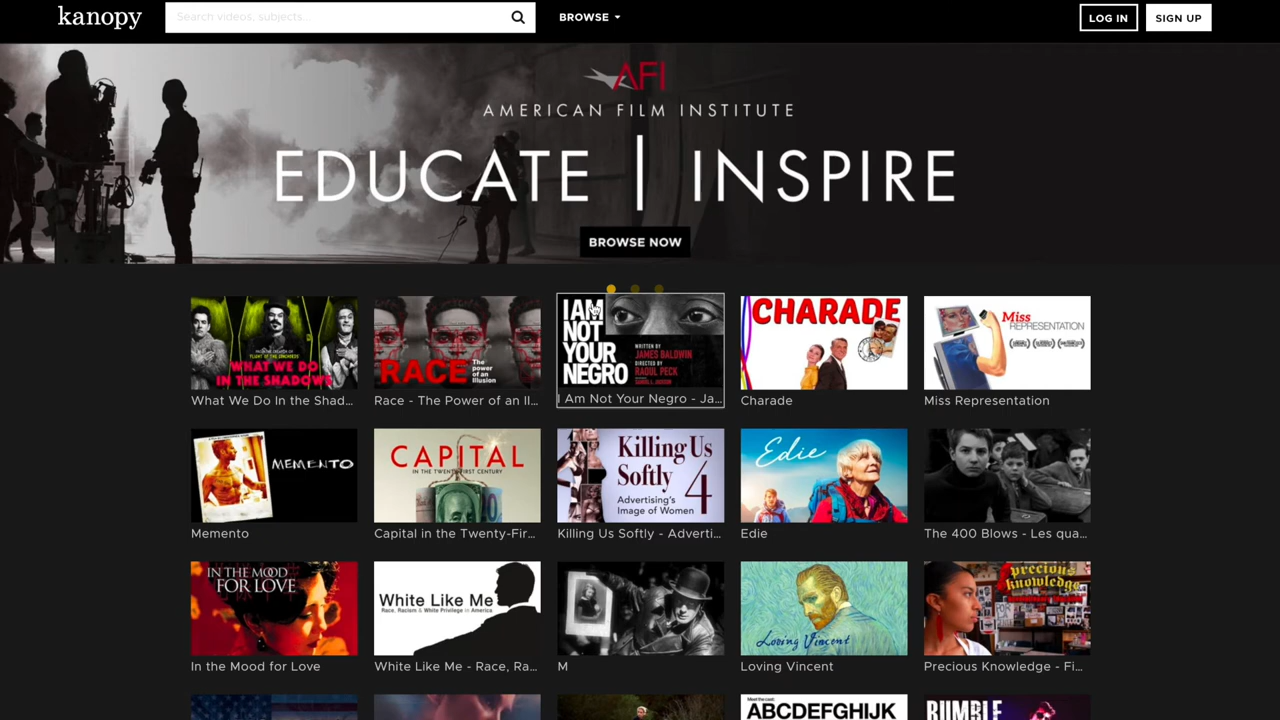 kanopy
Search videos, subjects...
BROWSE
LOG IN
SIGN UP
AFI
AMERICAN FILM INSTITUTE
EDUCATE | INSPIRE
BROWSE NOW
WHAT WE DO
IN THE SHADOWS
What We Do In the Shad...
RACE The power of an Illusion
Race - The Power of an Il...
I AM
NOT
YOUR
NEGRO
WRITTEN BY
JAMES BALDWIN
DIRECTED BY
RAOUL PECK
I Am Not Your Negro - Ja...
CHARADE
Charade
Miss
REPRESENTATION
Miss Representation
MEMENTO
Memento
CAPITAL
IN THE TWENTY-FIRST CENTURY
Capital in the Twenty-Fir...
Killing Us
Softly 4
Advertising's
Image of Women
Killing Us Softly - Adverti...
Edie
Edie
The 400 Blows - Les qua...
IN THE MOOD
FOR LOVE
In the Mood for Love
White Like Me
Race, Racism & White Privilege in America
White Like Me - Race, Ra...
M
Loving Vincent
Loving Vincent
precious
knowledge
Precious Knowledge - Fi...
Meet the cast:
ABCDEFGHIJK
RUMBLE